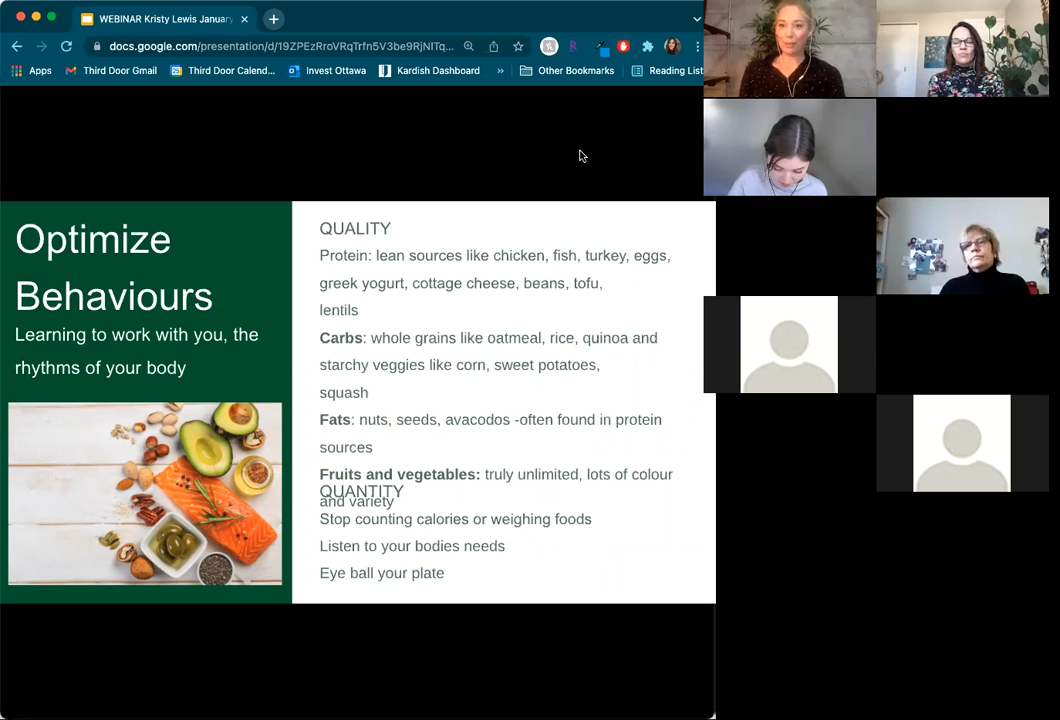 WEBINAR Kristy Lewis January
docs.google.com/presentation/d/19ZPEzRroVRqTrfn5V3be9RjNITq...
Apps
Third Door Gmail
Third Door Calend...
Invest Ottawa
Kardish Dashboard
»
Other Bookmarks
Reading List
Optimize
Behaviours
Learning to work with you, the
rhythms of your body
QUALITY
Protein: lean sources like chicken, fish, turkey, eggs,
greek yogurt, cottage cheese, beans, tofu,
lentils
Carbs: whole grains like oatmeal, rice, quinoa and
starchy veggies like corn, sweet potatoes,
squash
Fats: nuts, seeds, avacodos -often found in protein
sources
Fruits and vegetables: truly unlimited, lots of colour
and variety
QUANTITY
Stop counting calories or weighing foods
Listen to your bodies needs
Eye ball your plate